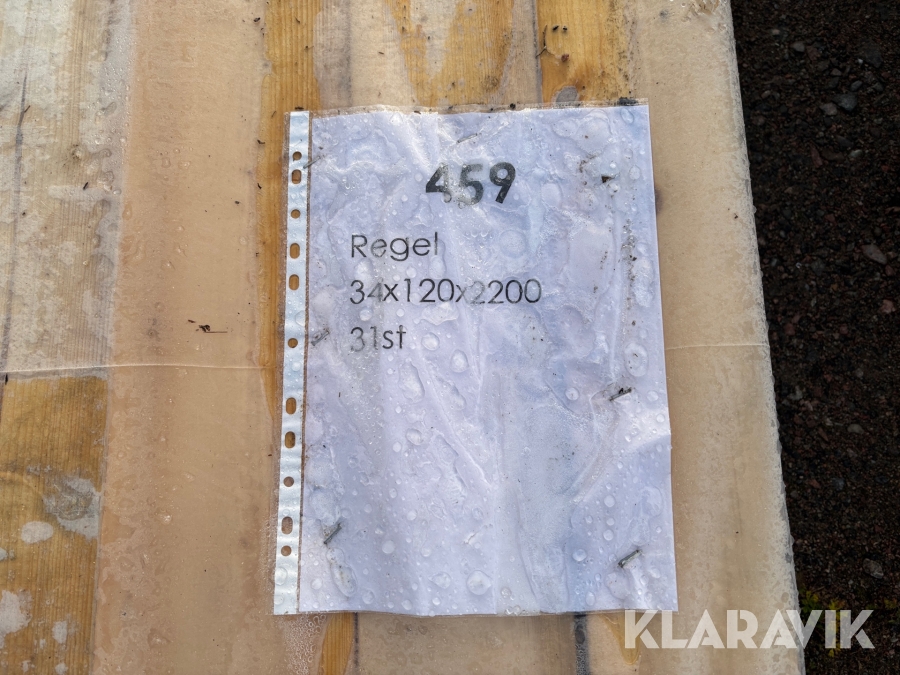 459
Regel
34x120x2200
31st
KLARAVIK